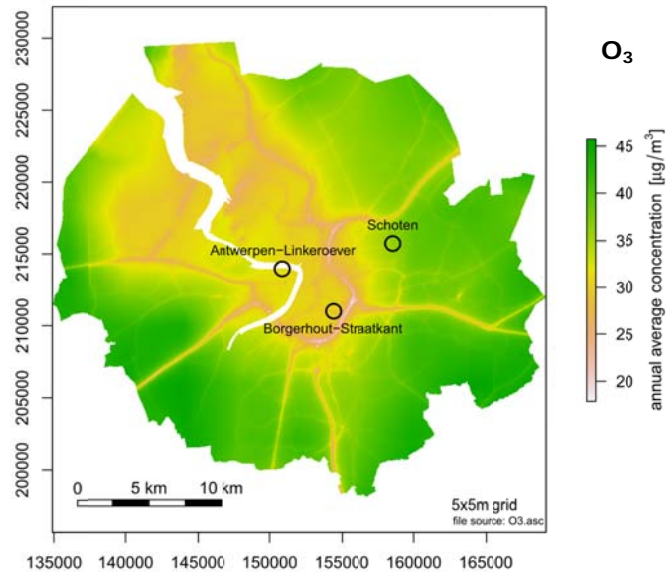 O₃
230000
225000
220000
215000
210000
205000
200000
Schoten
Antwerpen−Linkeroever
Borgerhout−Straatkant
0 5 km 10 km
5x5m grid
file source: O3.asc
135000 140000 145000 150000 155000 160000 165000
45
40
35
30
25
20
annual average concentration [µg/m³]